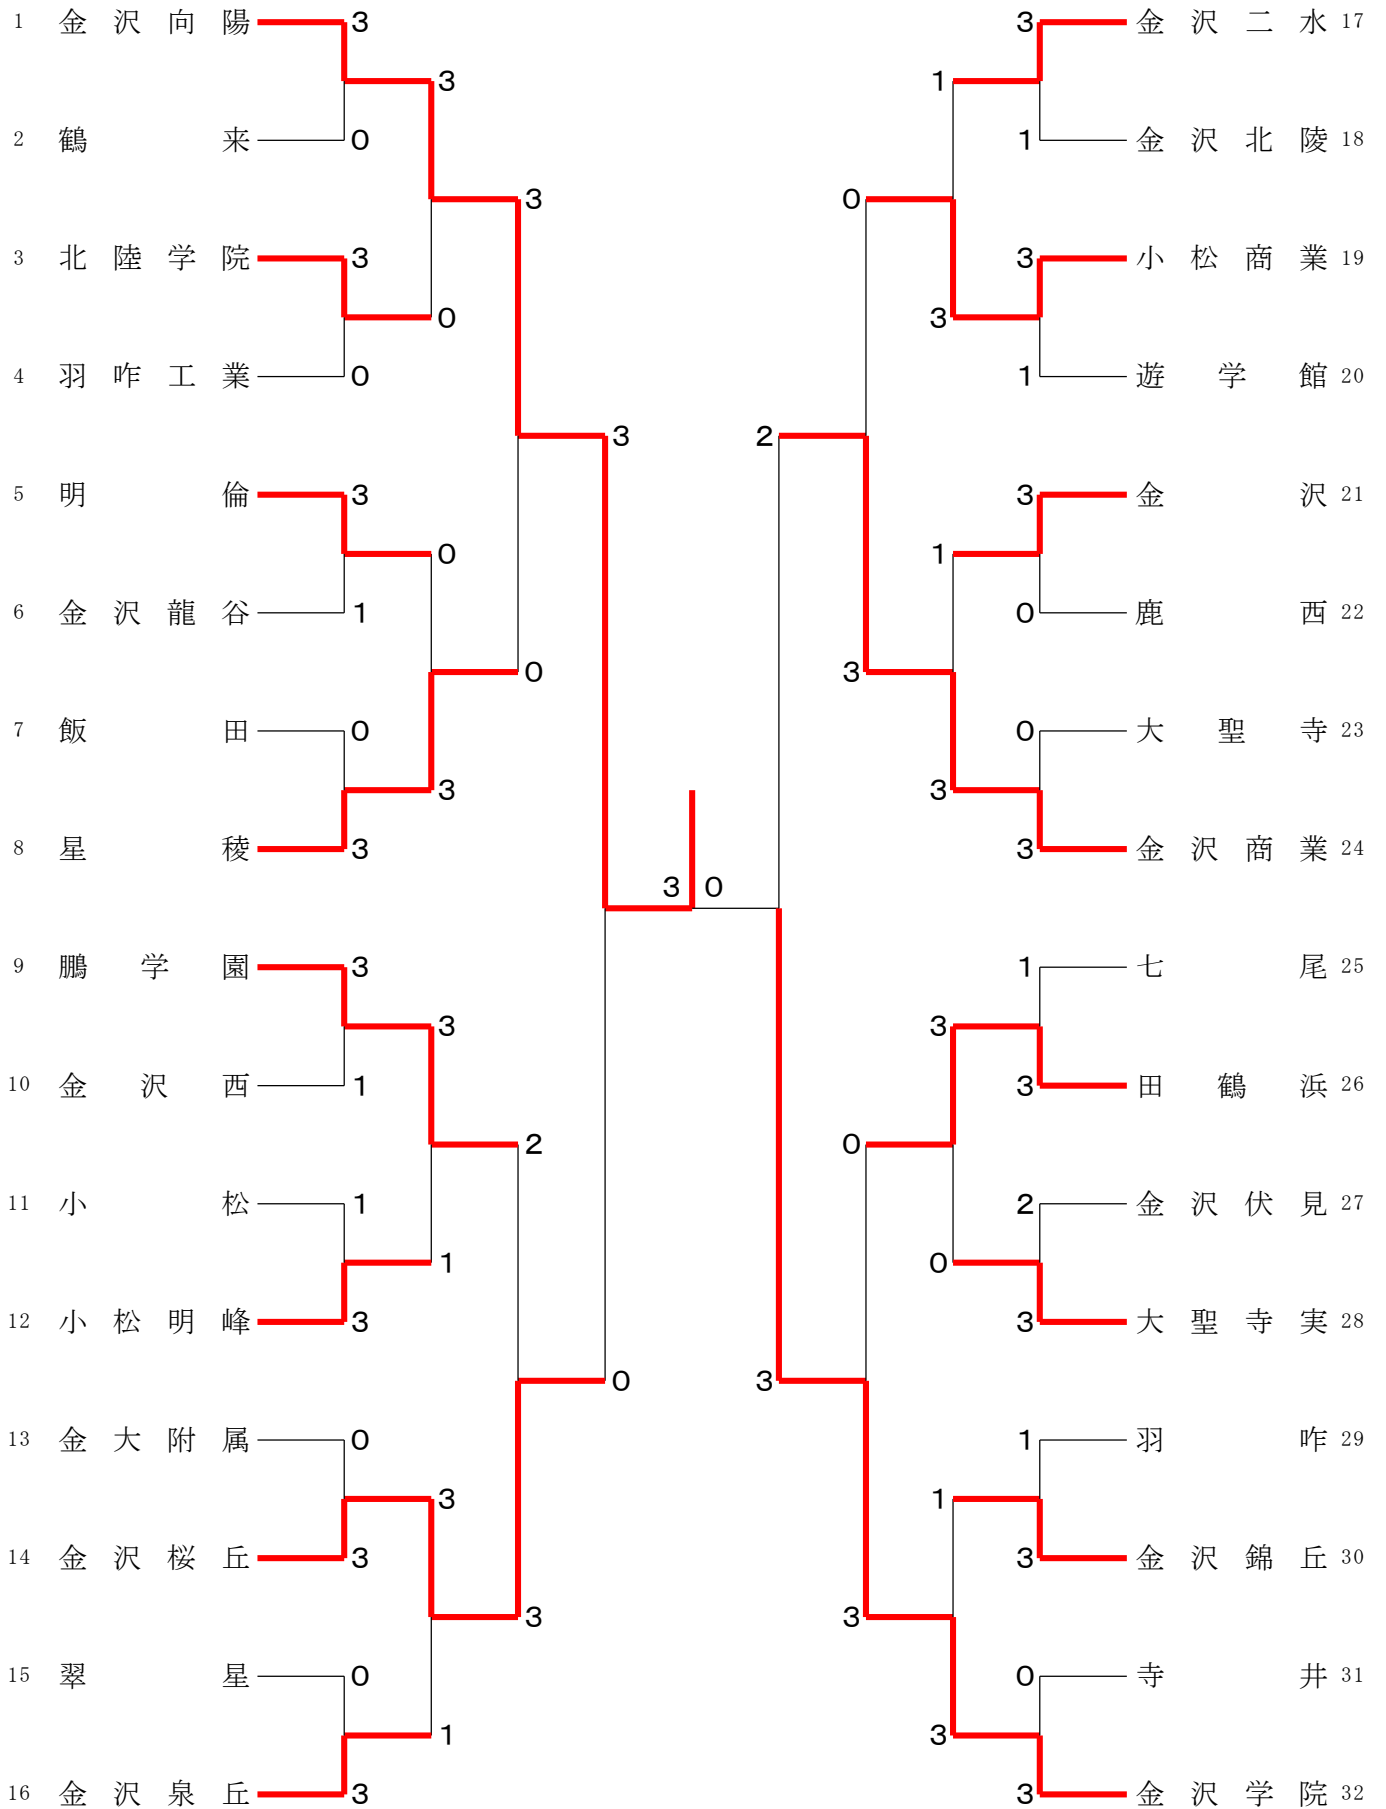 1 金沢向陽 3 3 金沢二水 17
3 1
2 鶴来 0 1 金沢北陵 18
3 0
3 北陸学院 3 3 小松商業 19
0 3
4 羽咋工業 0 1 遊学館 20
3 2
5 明倫 3 3 金沢 21
0 1
6 金沢龍谷 1 0 鹿西 22
0 3
7 飯田 0 0 大聖寺 23
3 3
8 星稜 3 3 金沢商業 24
3 0
9 鵬学園 3 1 七尾 25
3 3
10 金沢西 1 3 田鶴浜 26
2 0
11 小松 1 2 金沢伏見 27
1 0
12 小松明峰 3 3 大聖寺実 28
0 3
13 金大附属 0 1 羽咋 29
3 1
14 金沢桜丘 3 3 金沢錦丘 30
3 3
15 翠星 0 0 寺井 31
1 3
16 金沢泉丘 3 3 金沢学院 32